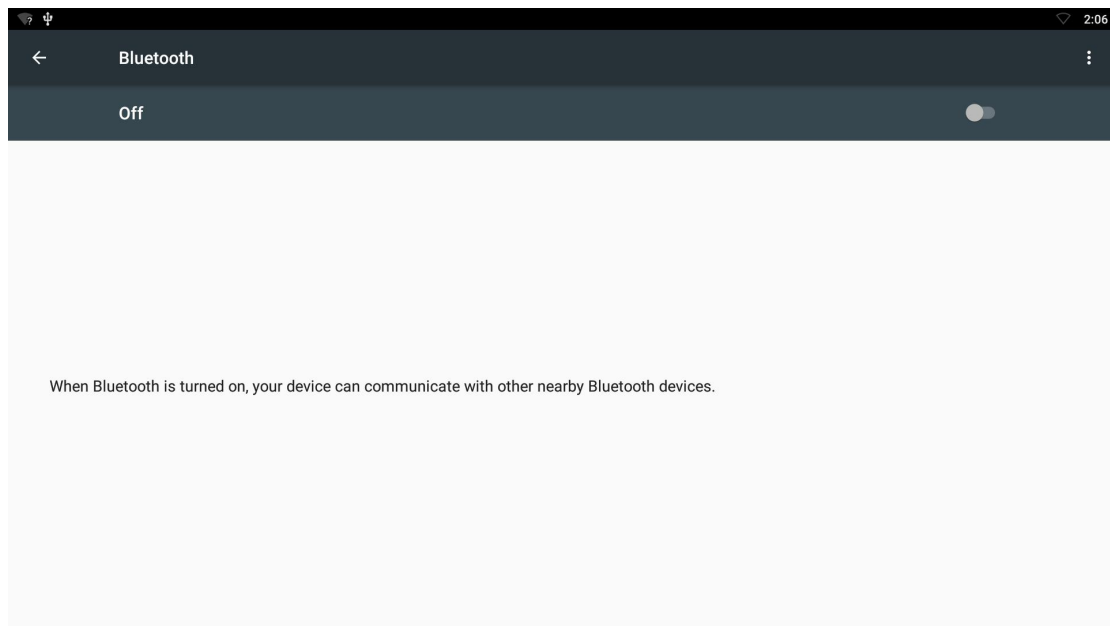 2:06
Bluetooth
Off
When Bluetooth is turned on, your device can communicate with other nearby Bluetooth devices.